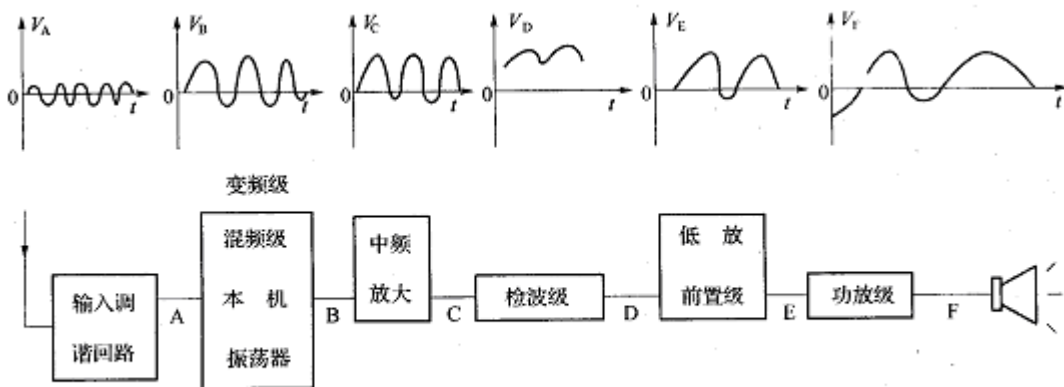 V_A
V_B
V_C
V_D
V_E
V_F
0
t
0
t
0
t
0
t
0
t
0
t
变频级
输入调
谐回路
A
混频级
本 机
振荡器
B
中频
放大
C
检波级
D
低 放
前置级
E
功放级
F